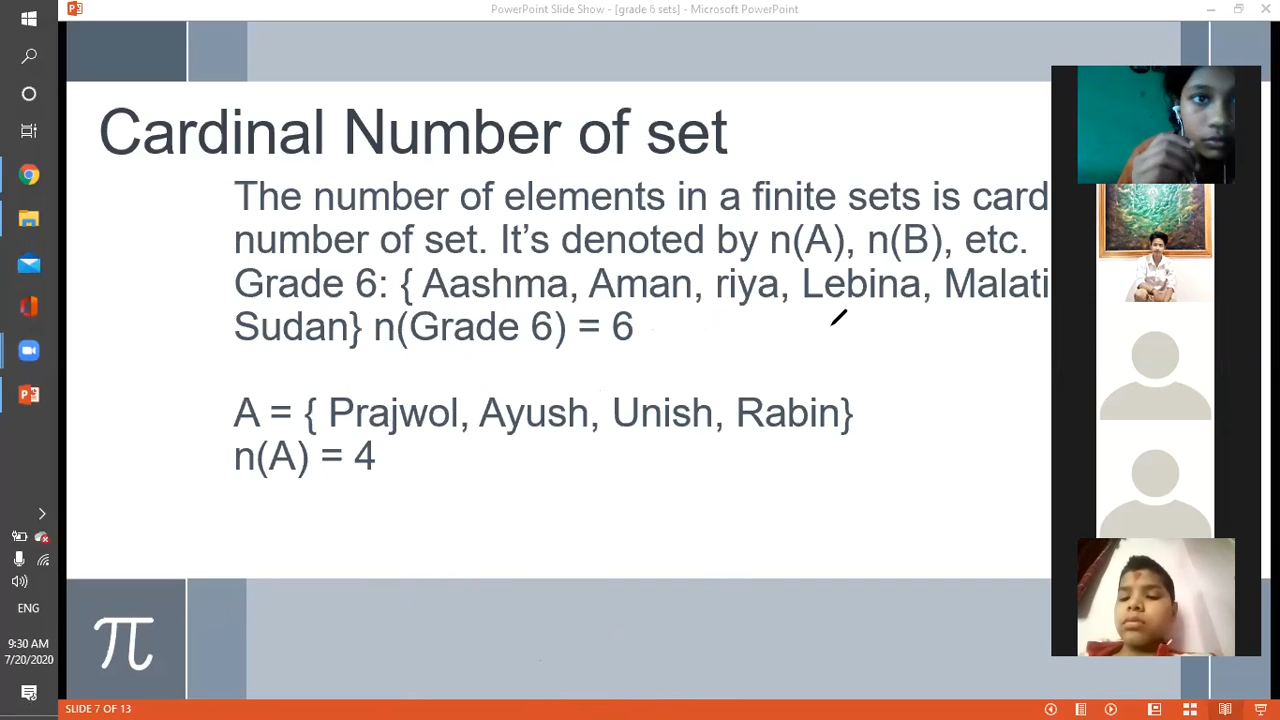 PowerPoint Slide Show - [grade 6 sets] - Microsoft PowerPoint
Cardinal Number of set
The number of elements in a finite sets is card
number of set. It’s denoted by n(A), n(B), etc.
Grade 6: { Aashma, Aman, riya, Lebina, Malati
Sudan} n(Grade 6) = 6
A = { Prajwol, Ayush, Unish, Rabin}
n(A) = 4
π
ENG
9:30 AM
7/20/2020
SLIDE 7 OF 13